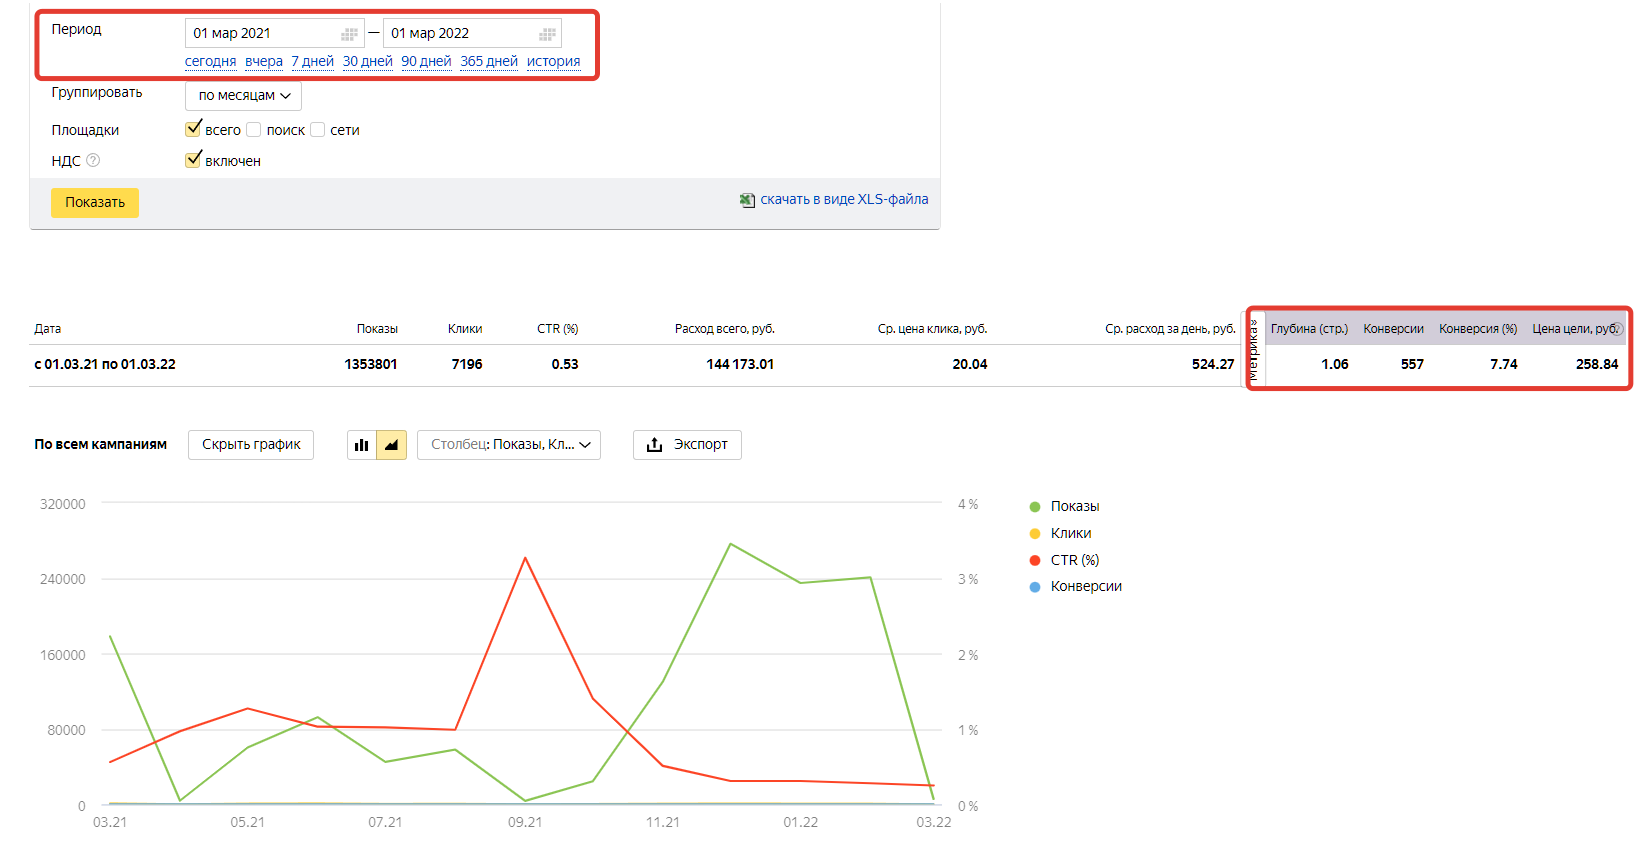 Период
01 мар 2021 — 01 мар 2022
сегодня вчера 7 дней 30 дней 90 дней 365 дней история
Группировать по месяцам
Площадки всего поиск сети
НДС ? включен
Показать скачать в виде XLS-файла
Дата Показы Клики CTR (%) Расход всего, руб. Ср. цена клика, руб. Ср. расход за день, руб. Метрика» Глубина (стр.) Конверсии Конверсия (%) Цена цели, руб. ?
с 01.03.21 по 01.03.22 1353801 7196 0.53 144 173.01 20.04 524.27 1.06 557 7.74 258.84
По всем кампаниям Скрыть график Столбец: Показы, Кл... Экспорт
320000 4 %
240000 3 %
160000 2 %
80000 1 %
0 0 %
03.21 05.21 07.21 09.21 11.21 01.22 03.22
Показы
Клики
CTR (%)
Конверсии